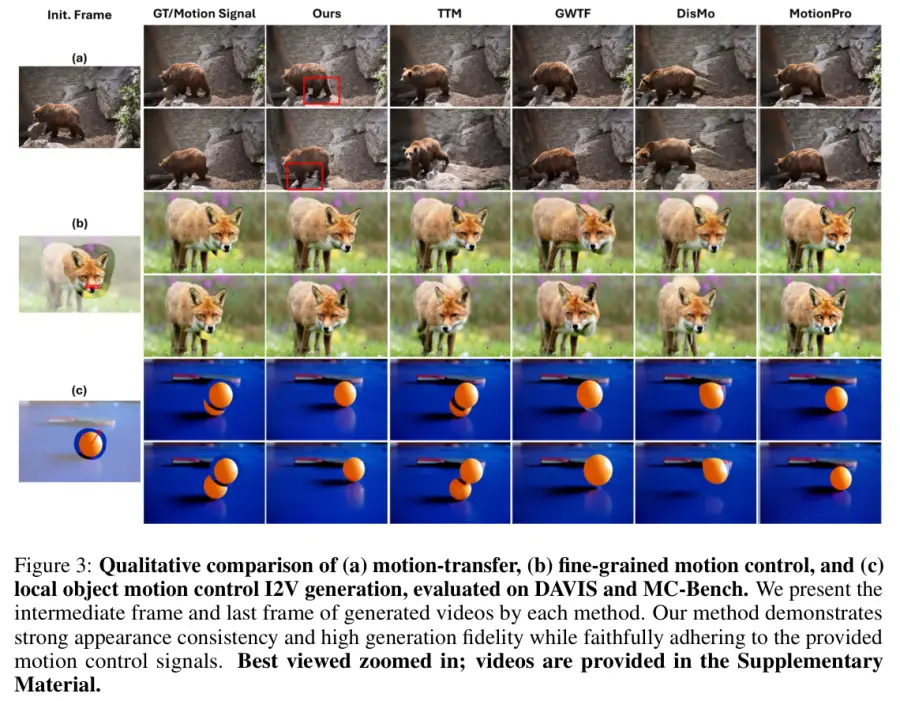 Init. Frame GT/Motion Signal Ours TTM GWTF DisMo MotionPro
(a)
(b)
(c)
Figure 3: Qualitative comparison of (a) motion-transfer, (b) fine-grained motion control, and (c)
local object motion control I2V generation, evaluated on DAVIS and MC-Bench. We present the
intermediate frame and last frame of generated videos by each method. Our method demonstrates
strong appearance consistency and high generation fidelity while faithfully adhering to the provided
motion control signals. Best viewed zoomed in; videos are provided in the Supplementary
Material.